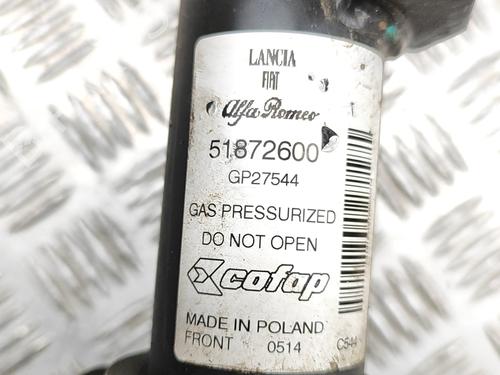 LANCIA
FIAT
Alfa Romeo
51872600
GP27544
GAS PRESSURIZED
DO NOT OPEN
cofap
MADE IN POLAND
FRONT 0514 C544